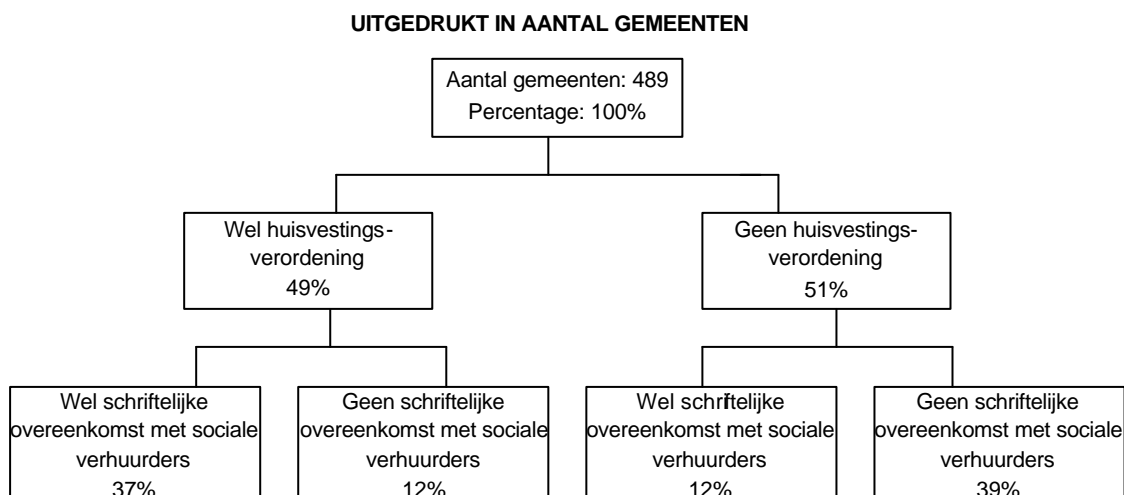 UITGEDRUKT IN AANTAL GEMEENTEN
Aantal gemeenten: 489
Percentage: 100%
Wel huisvestings-
verordening
49%
Geen huisvestings-
verordening
51%
Wel schriftelijke
overeenkomst met sociale
verhuurders
37%
Geen schriftelijke
overeenkomst met sociale
verhuurders
12%
Wel schriftelijke
overeenkomst met sociale
verhuurders
12%
Geen schriftelijke
overeenkomst met sociale
verhuurders
39%